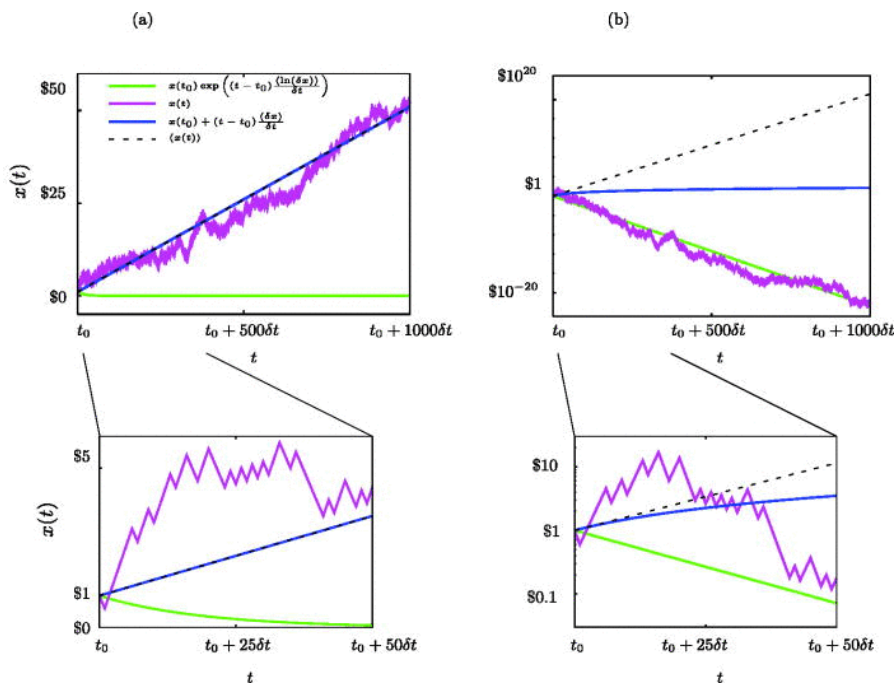 (a)
(b)
$50
$25
$0
x(t)
x(t₀) exp((t − t₀) ⟨ln(δx)⟩/δt)
x(t)
x(t₀) + (t − t₀) ⟨δx⟩/δt
⟨x(t)⟩
t₀
t₀ + 500δt
t₀ + 1000δt
t
$10²⁰
$1
$10⁻²⁰
t₀
t₀ + 500δt
t₀ + 1000δt
t
$5
$1
$0
x(t)
t₀
t₀ + 25δt
t₀ + 50δt
t
$10
$1
$0.1
t₀
t₀ + 25δt
t₀ + 50δt
t